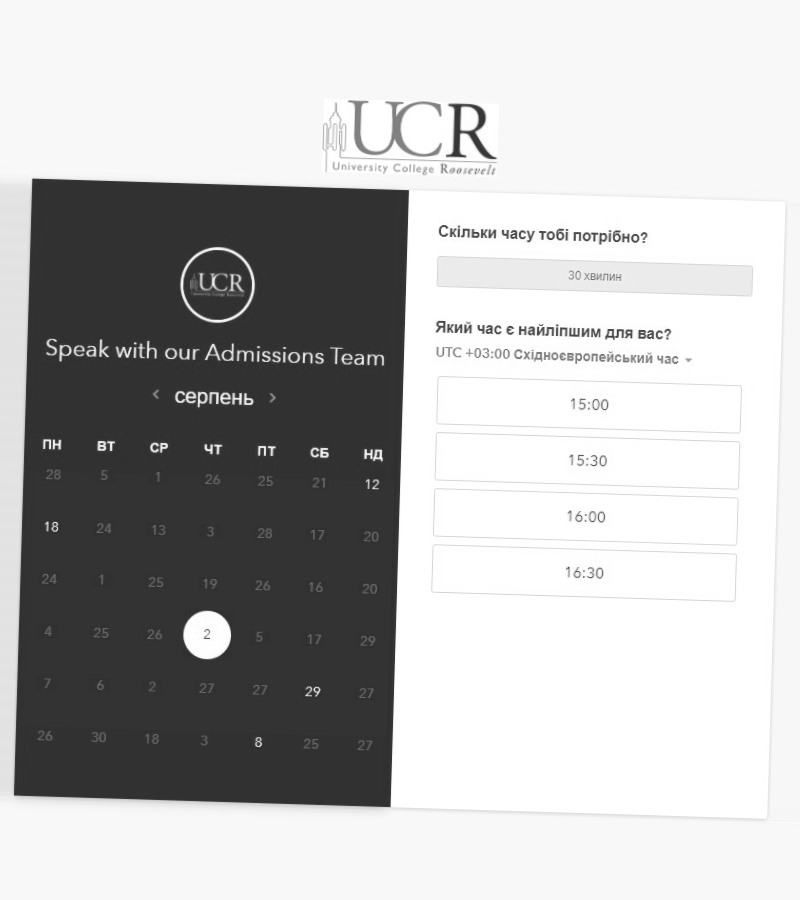 UCR
University College Roosevelt
UCR
Speak with our Admissions Team
серпень
ПН ВТ СР ЧТ ПТ СБ НД
28 5 1 26 25 21 12
18 24 13 3 28 17 20
24 1 25 19 26 16 20
4 25 26 2 5 17 29
7 6 2 27 27 29 27
26 30 18 3 8 25 27
Скільки часу тобі потрібно?
30 хвилин
Який час є найліпшим для вас?
UTC +03:00 Східноєвропейський час
15:00
15:30
16:00
16:30